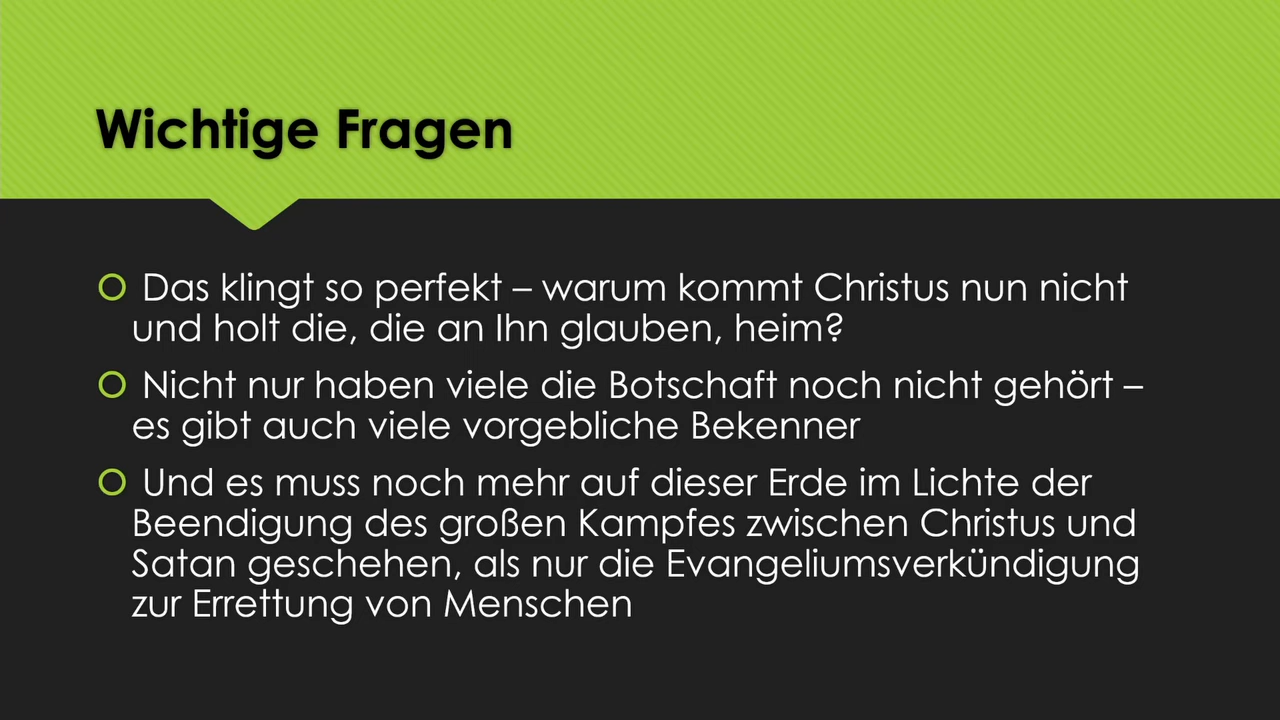 Wichtige Fragen
Das klingt so perfekt – warum kommt Christus nun nicht
und holt die, die an Ihn glauben, heim?
Nicht nur haben viele die Botschaft noch nicht gehört –
es gibt auch viele vorgebliche Bekenner
Und es muss noch mehr auf dieser Erde im Lichte der
Beendigung des großen Kampfes zwischen Christus und
Satan geschehen, als nur die Evangeliumsverkündigung
zur Errettung von Menschen